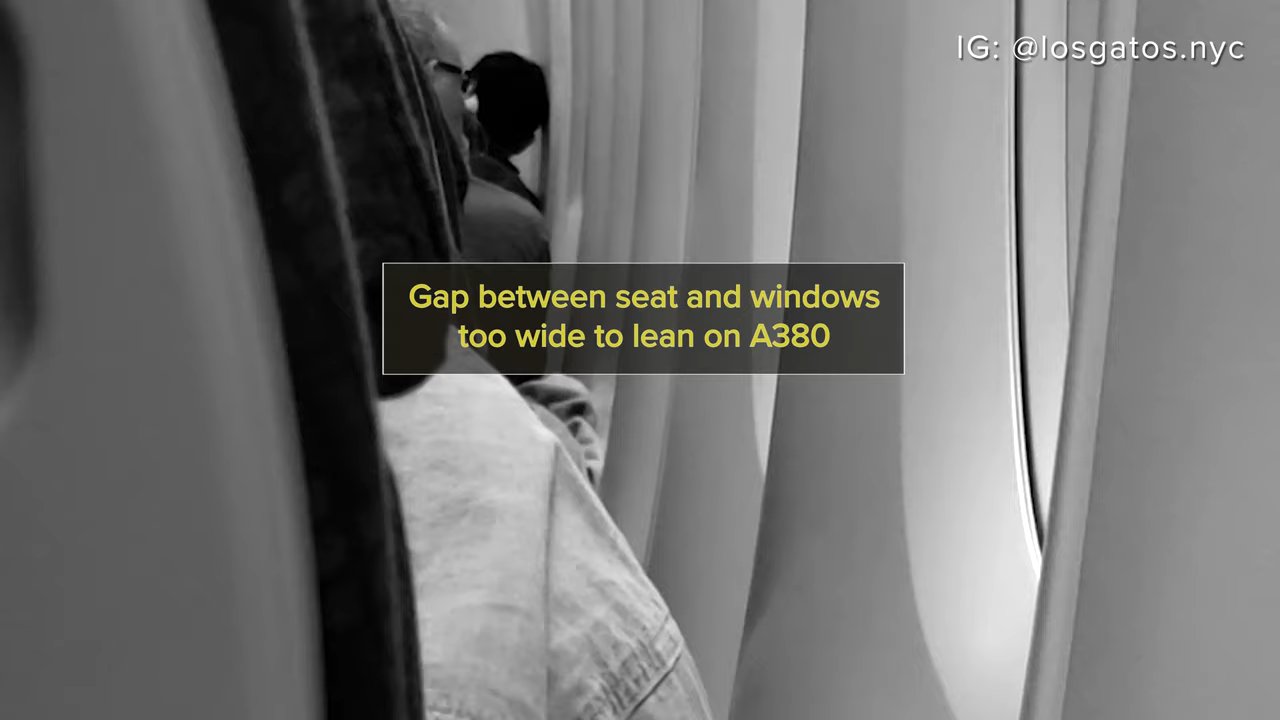 IG: @losgatos.nyc
Gap between seat and windows
too wide to lean on A380